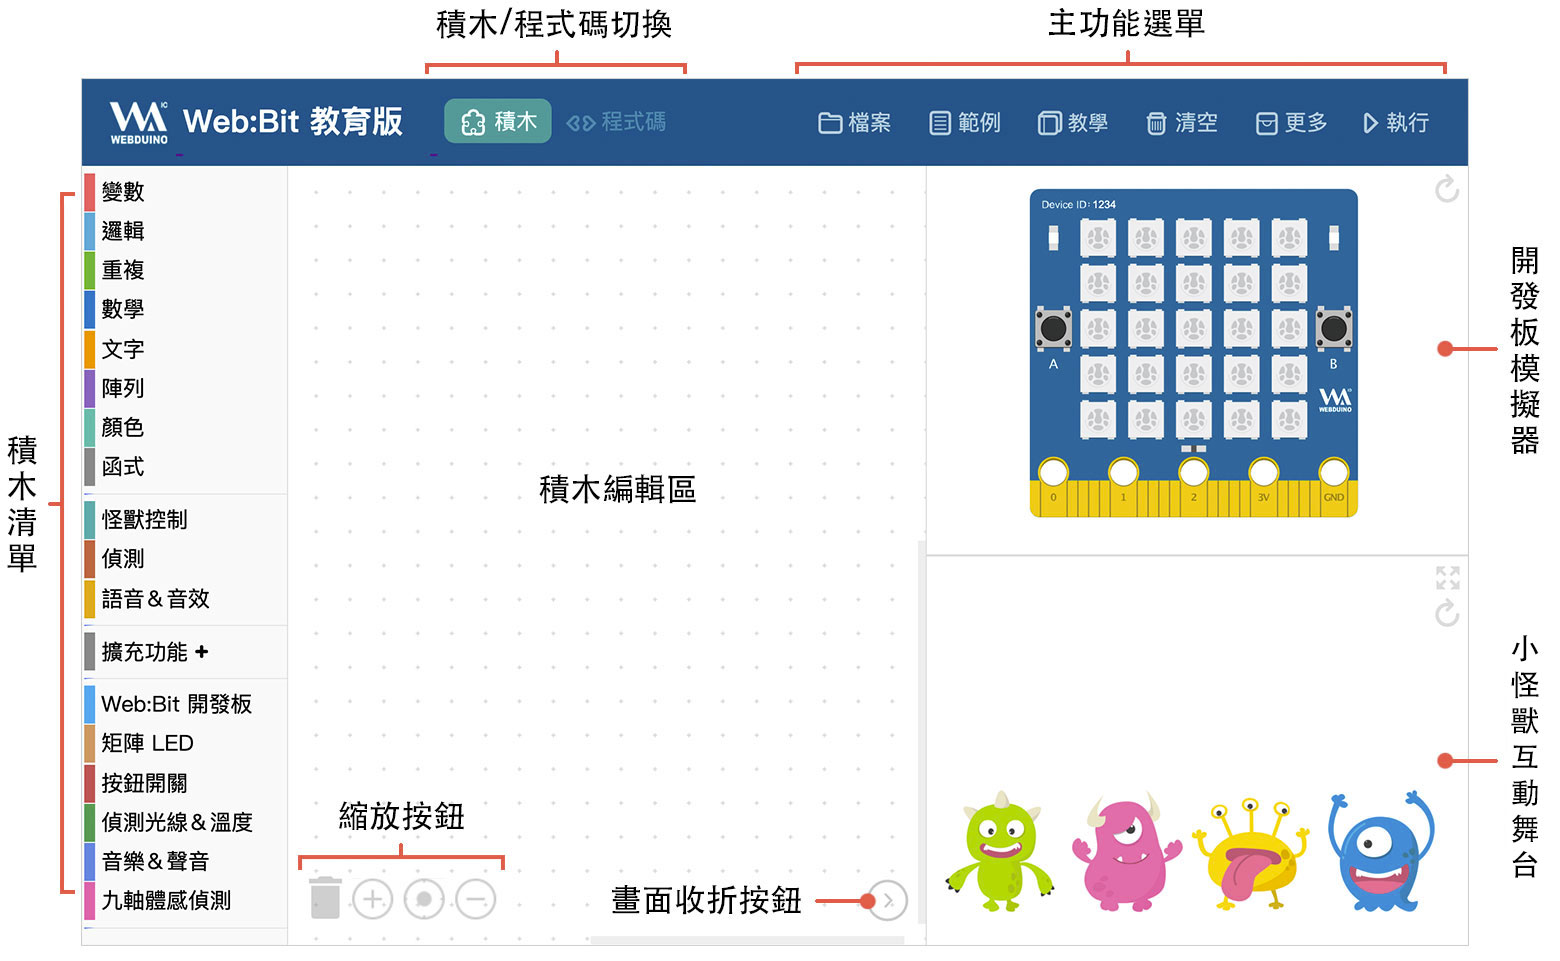 積木/程式碼切換
主功能選單
WEBDUINO
Web:Bit 教育版
積木
程式碼
檔案
範例
教學
清空
更多
執行
積木清單
變數
邏輯
重複
數學
文字
陣列
顏色
函式
怪獸控制
偵測
語音&音效
擴充功能 +
Web:Bit 開發板
矩陣 LED
按鈕開關
偵測光線&溫度
音樂&聲音
九軸體感偵測
積木編輯區
縮放按鈕
畫面收折按鈕
Device ID: 1234
A
B
WEBDUINO
0
1
2
3V
GND
開發板模擬器
小怪獸互動舞台